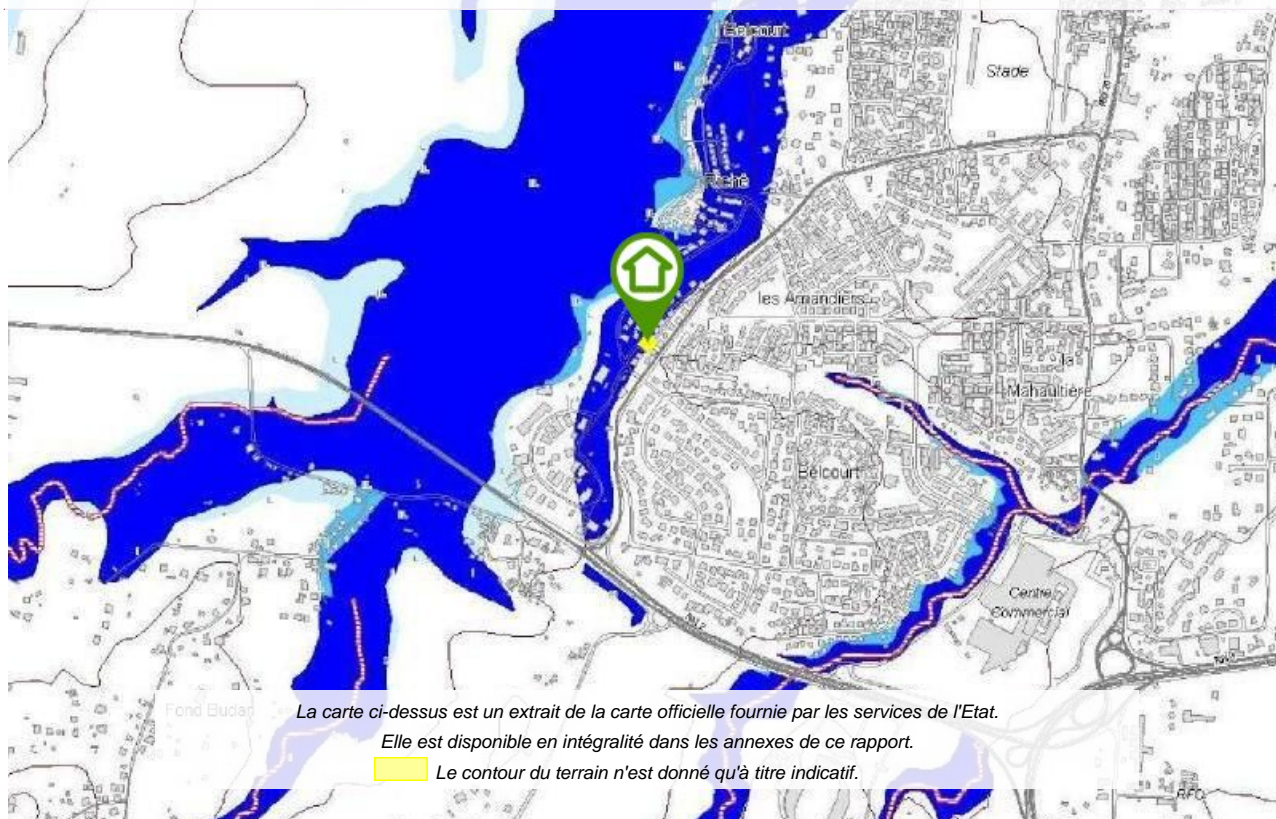 Belcourt
Stade
les Amandiers
la
Mahaultière
Belcourt
Centre
Commercial
Fond Budan
La carte ci-dessus est un extrait de la carte officielle fournie par les services de l'Etat.
Elle est disponible en intégralité dans les annexes de ce rapport.
Le contour du terrain n'est donné qu'à titre indicatif.
RFO